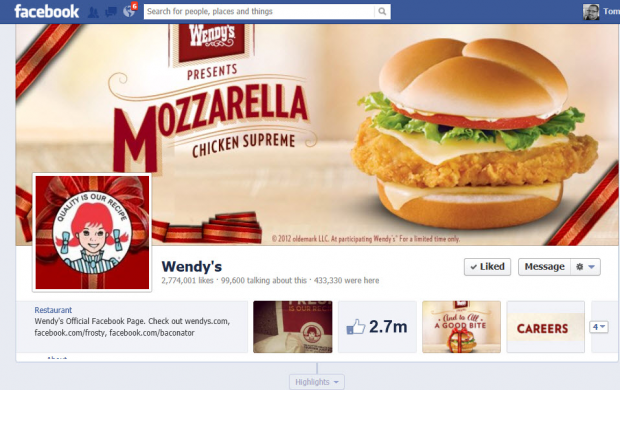 facebook
6
Search for people, places and things
Tom
Wendy's
PRESENTS
MOZZARELLA
CHICKEN SUPREME
© 2012 oldemark LLC. At participating Wendy's® For a limited time only.
QUALITY IS OUR RECIPE
Wendy's
2,774,001 likes · 99,600 talking about this · 433,330 were here
✓ Liked
Message
Restaurant
Wendy's Official Facebook Page. Check out wendys.com,
facebook.com/frosty, facebook.com/baconator
About
2.7m
And to All
A GOOD BITE
CAREERS
4
Highlights